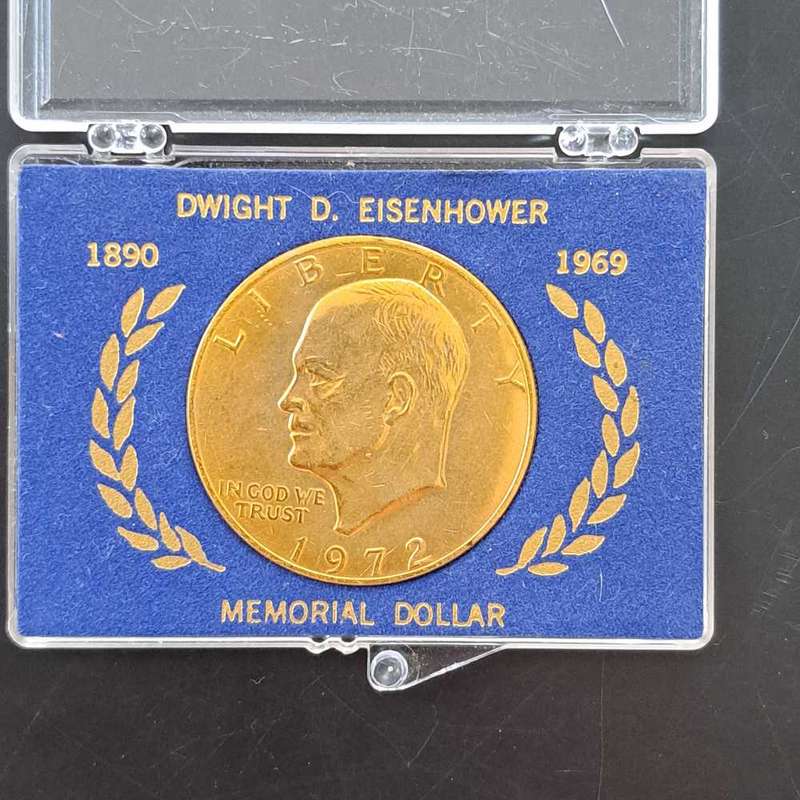 DWIGHT D. EISENHOWER
1890
1969
LIBERTY
IN GOD WE
TRUST
1972
MEMORIAL DOLLAR